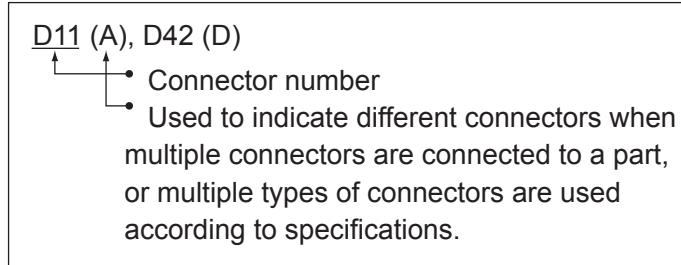 D11 (A), D42 (D)
Connector number
Used to indicate different connectors when
multiple connectors are connected to a part,
or multiple types of connectors are used
according to specifications.